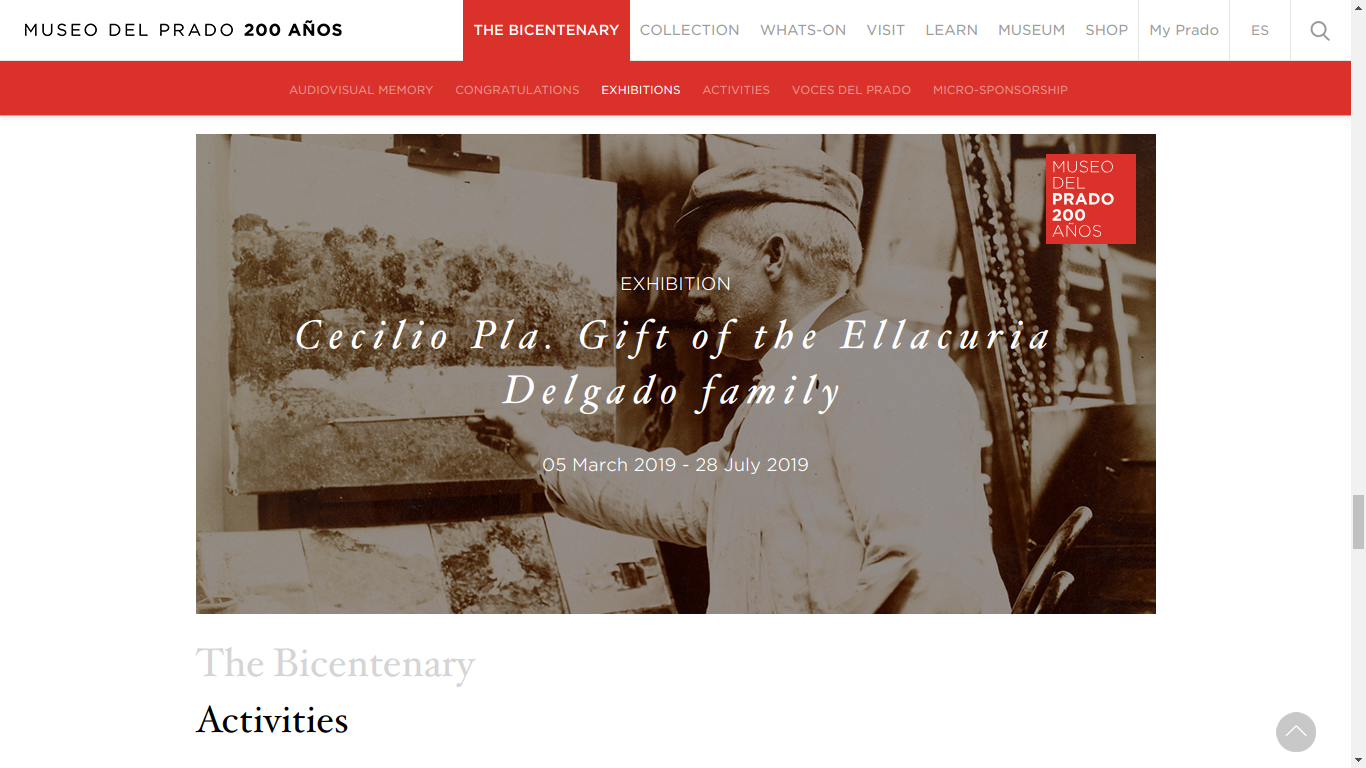 MUSEO DEL PRADO 200 AÑOS
THE BICENTENARY
COLLECTION
WHATS-ON
VISIT
LEARN
MUSEUM
SHOP
My Prado
ES
AUDIOVISUAL MEMORY
CONGRATULATIONS
EXHIBITIONS
ACTIVITIES
VOCES DEL PRADO
MICRO-SPONSORSHIP
MUSEO
DEL
PRADO
200
AÑOS
EXHIBITION
Cecilio Pla. Gift of the Ellacuria
Delgado family
05 March 2019 - 28 July 2019
The Bicentenary
Activities